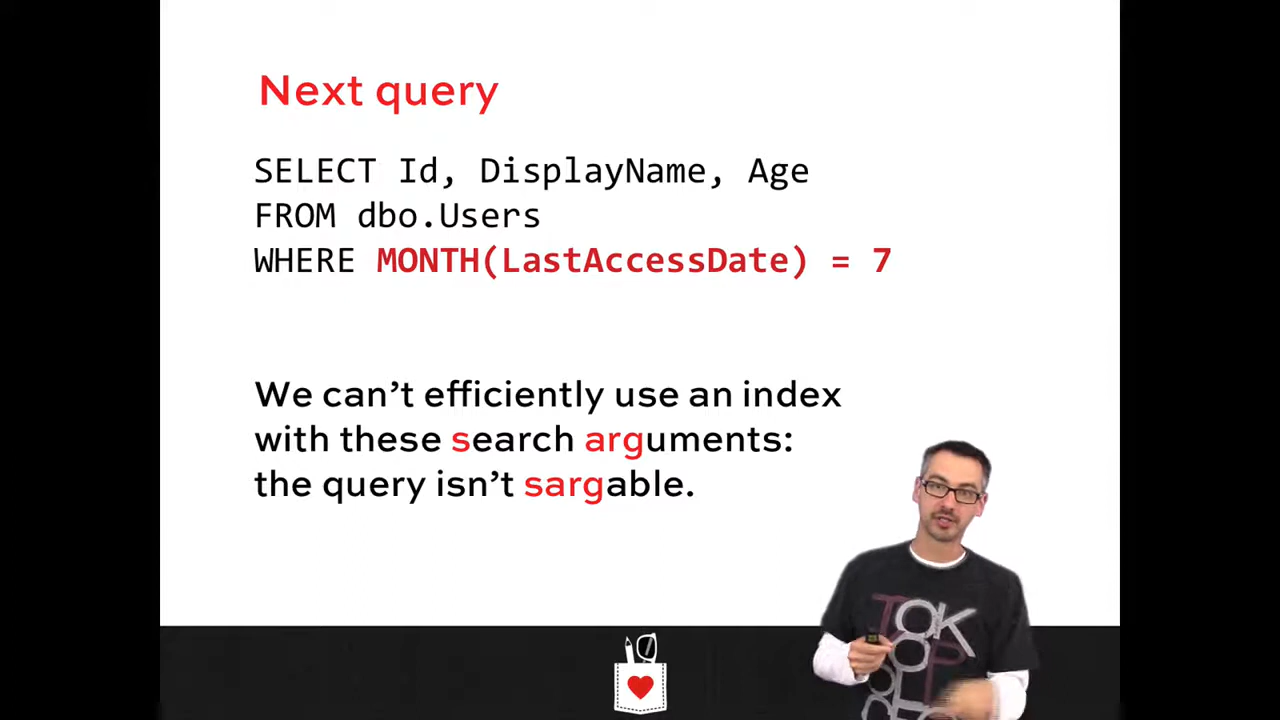 Next query
SELECT Id, DisplayName, Age
FROM dbo.Users
WHERE MONTH(LastAccessDate) = 7
We can’t efficiently use an index
with these search arguments:
the query isn’t sargable.